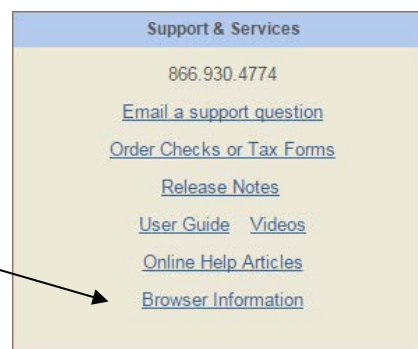 Support & Services
866.930.4774
Email a support question
Order Checks or Tax Forms
Release Notes
User Guide Videos
Online Help Articles
Browser Information